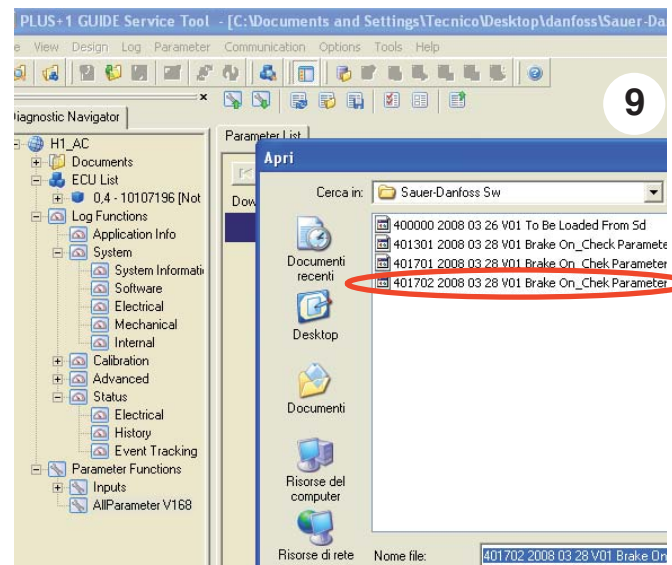 PLUS+1 GUIDE Service Tool - [C:\Documents and Settings\Tecnico\Desktop\danfoss\Sauer-Da
View Design Log Parameter Communication Options Tools Help
9
Diagnostic Navigator
Parameter List
H1_AC
Documents
ECU List
0,4 - 10107196 [Not
Log Functions
Application Info
System
System Informati
Software
Electrical
Mechanical
Internal
Calibration
Advanced
Status
Electrical
History
Event Tracking
Parameter Functions
Inputs
AllParameter V168
Dow
Apri
Cerca in:
Sauer-Danfoss Sw
400000 2008 03 26 V01 To Be Loaded From Sd
401301 2008 03 28 V01 Brake On_Check Paramete
401701 2008 03 28 V01 Brake On_Chek Parameter
401702 2008 03 28 V01 Brake On_Chek Parameter
Documenti recenti
Desktop
Documenti
Risorse del computer
Risorse di rete
Nome file:
401702 2008 03 28 V01 Brake On